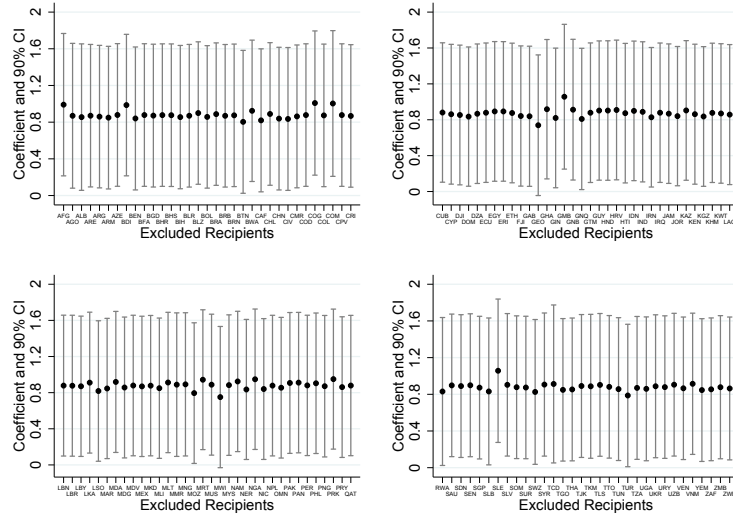 2
1.6
1.2
0.8
0.4
0
Coefficient and 90% CI
AFG ALB ARG AZE BEN BGD BHS BLR BOL BRB BTN CAF CHN CMR COG COM CRI
AGO ARE ARM BDI BFA BHR BIH BLZ BRA BRN BWA CHL CIV COD COL CPV
Excluded Recipients
2
1.6
1.2
0.8
0.4
0
Coefficient and 90% CI
CUB DJI DZA EGY ETH GAB GHA GMB GNQ GUY HRV IDN IRN JAM KAZ KGZ KWT
CYP DOM ECU ERI FJI GEO GIN GNB GTM HND HTI IND IRQ JOR KEN KHM
Excluded Recipients
2
1.6
1.2
0.8
0.4
0
Coefficient and 90% CI
LBN LBY LSO MDA MDV MKD MLT MNG MRT MWI NAM NGA NPL PAK PER PNG PRY
LBR LKA MAR MDG MEX MLI MMR MOZ MUS MYS NER NIC OMN PAN PHL PRK QAT
Excluded Recipients
2
1.6
1.2
0.8
0.4
0
Coefficient and 90% CI
RWA SDN SGP SLE SOM SWZ TCD THA TKM TTO TUR UGA URY VEN YEM ZMB
SAU SEN SLB SLV SUR SYR TGO TJK TLS TUN TZA UKR UZB VNM ZAF
Excluded Recipients